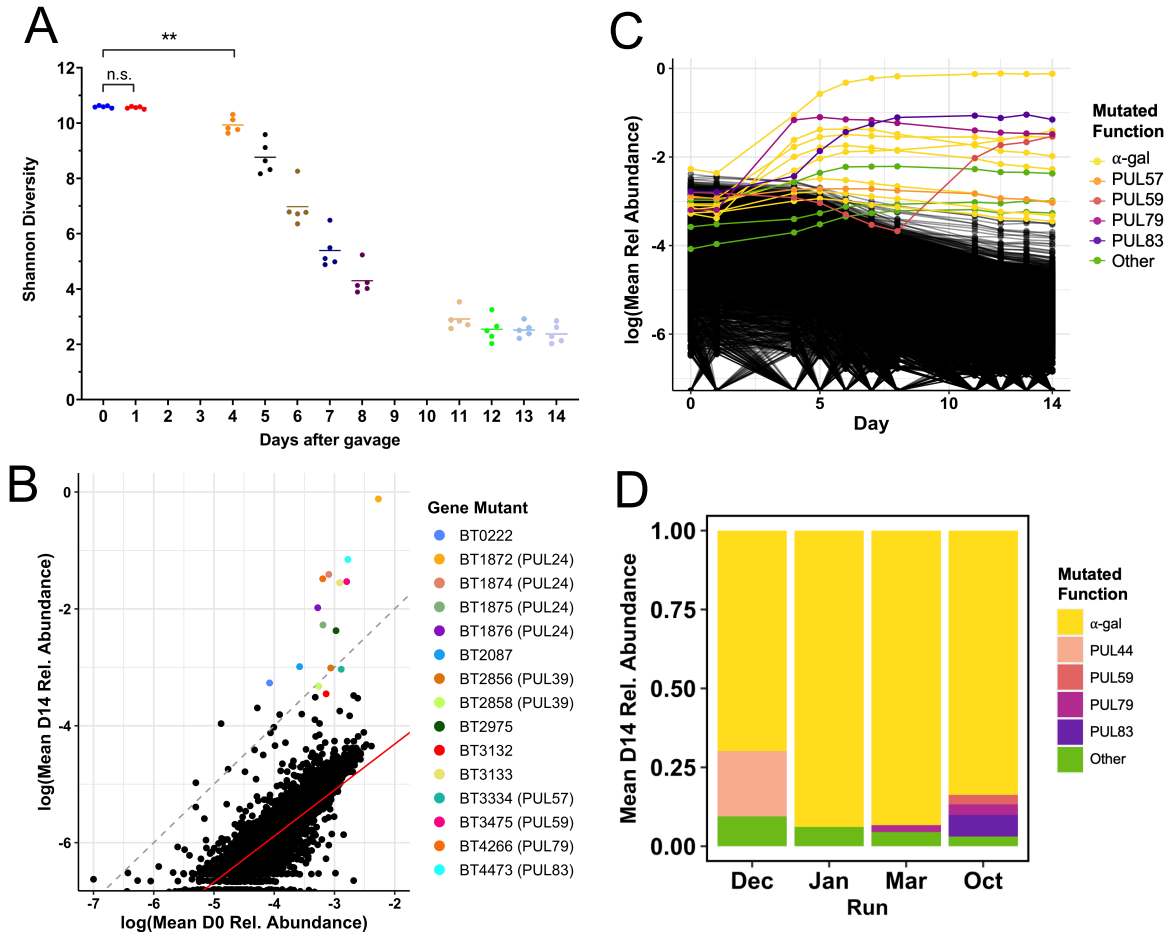 A
**
n.s.
12
10
8
6
4
2
0
Shannon Diversity
0 1 2 3 4 5 6 7 8 9 10 11 12 13 14
Days after gavage
C
0
-2
-4
-6
log(Mean Rel Abundance)
0 5 11 14
Day
Mutated
Function
α-gal
PUL57
PUL59
PUL79
PUL83
Other
B
0
-2
-4
-6
log(Mean D14 Rel. Abundance)
-7 -6 -5 -4 -3 -2
log(Mean D0 Rel. Abundance)
Gene Mutant
BT0222
BT1872 (PUL24)
BT1874 (PUL24)
BT1875 (PUL24)
BT1876 (PUL24)
BT2087
BT2856 (PUL39)
BT2858 (PUL39)
BT2975
BT3132
BT3133
BT3334 (PUL57)
BT3475 (PUL59)
BT4266 (PUL79)
BT4473 (PUL83)
D
1.00
0.75
0.50
0.25
0.00
Mean D14 Rel. Abundance
Dec Jan Mar Oct
Run
Mutated
Function
α-gal
PUL44
PUL59
PUL79
PUL83
Other